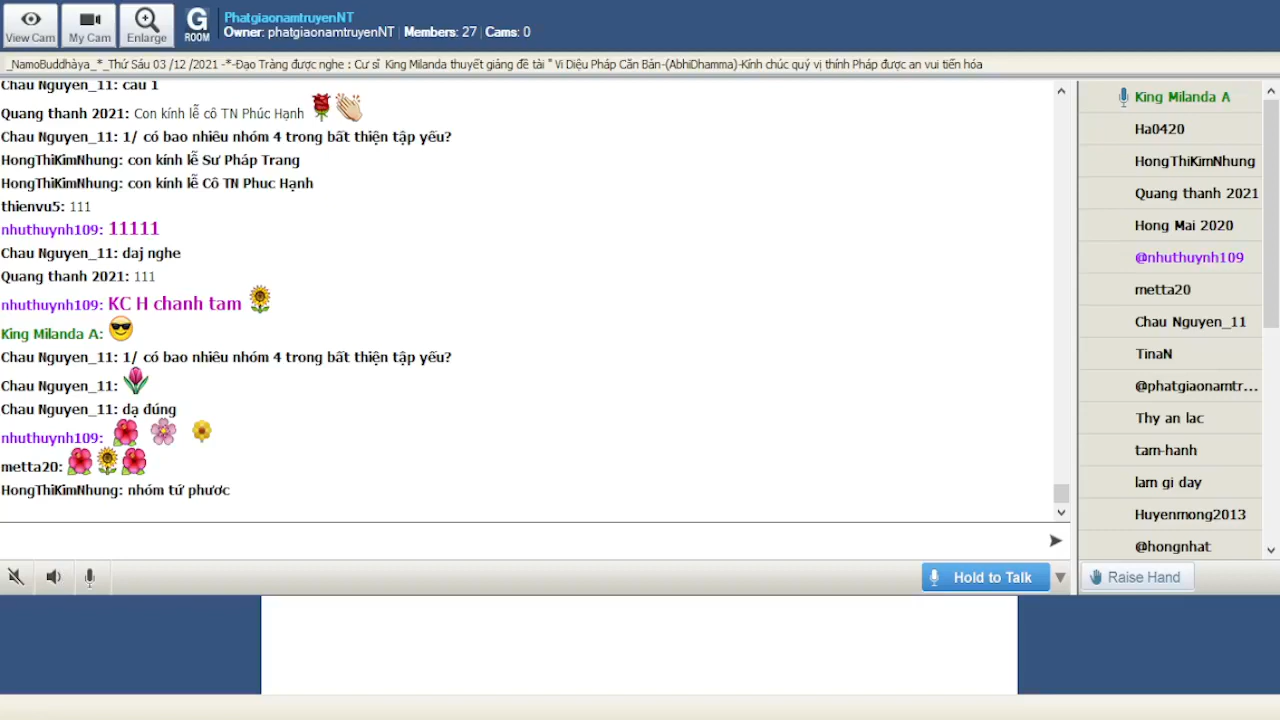 View Cam
My Cam
Enlarge
G
ROOM
PhatgiaonamtruyenNT
Owner: phatgiaonamtruyenNT | Members: 27 | Cams: 0
_NamoBuddhàya_*_Thứ Sáu 03 /12 /2021 -*-Đạo Tràng được nghe : Cư sĩ King Milanda thuyết giảng đề tài " Vi Diệu Pháp Căn Bản-(AbhiDhamma)-Kính chúc quý vị thính Pháp được an vui tiến hóa
Chau Nguyen_11: cau 1
Quang thanh 2021: Con kính lễ cô TN Phúc Hạnh
Chau Nguyen_11: 1/ có bao nhiêu nhóm 4 trong bất thiện tập yếu?
HongThiKimNhung: con kính lễ Sư Pháp Trang
HongThiKimNhung: con kính lễ Cô TN Phuc Hạnh
thienvu5: 111
nhuthuynh109: 11111
Chau Nguyen_11: daj nghe
Quang thanh 2021: 111
nhuthuynh109: KC H chanh tam
King Milanda A:
Chau Nguyen_11: 1/ có bao nhiêu nhóm 4 trong bất thiện tập yếu?
Chau Nguyen_11:
Chau Nguyen_11: dạ đúng
nhuthuynh109:
metta20:
HongThiKimNhung: nhóm tứ phươc
Hold to Talk
King Milanda A
Ha0420
HongThiKimNhung
Quang thanh 2021
Hong Mai 2020
@nhuthuynh109
metta20
Chau Nguyen_11
TinaN
@phatgiaonamtr...
Thy an lac
tam-hanh
lam gi day
Huyenmong2013
@hongnhat
Raise Hand